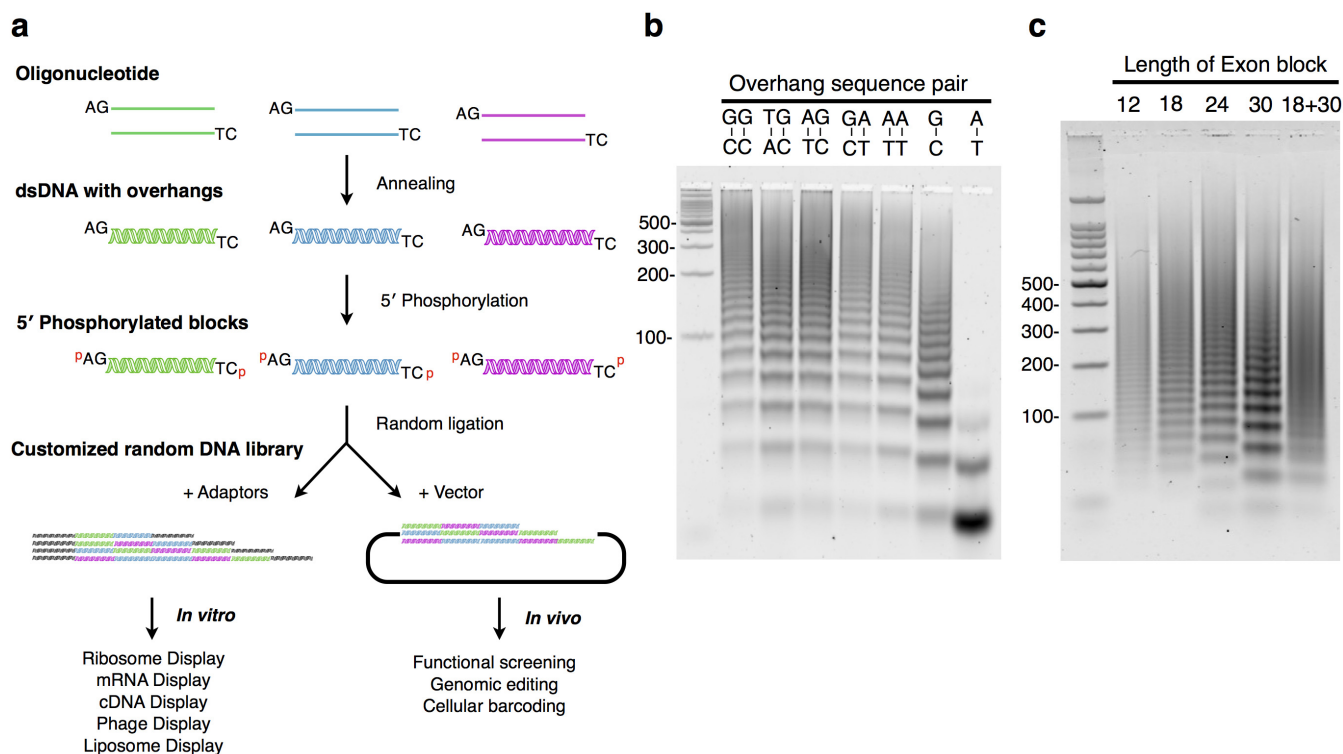 a
Oligonucleotide
AG
TC
AG
TC
AG
TC
Annealing
dsDNA with overhangs
AG
TC
AG
TC
AG
TC
5′ Phosphorylation
5′ Phosphorylated blocks
pAG
TCp
pAG
TCp
pAG
TCp
Random ligation
Customized random DNA library
+ Adaptors
+ Vector
In vitro
In vivo
Ribosome Display
mRNA Display
cDNA Display
Phage Display
Liposome Display
Functional screening
Genomic editing
Cellular barcoding
b
Overhang sequence pair
GG TG AG GA AA G A
CC AC TC CT TT C T
500-
300-
200-
100-
c
Length of Exon block
12 18 24 30 18+30
500-
400-
300-
200-
100-